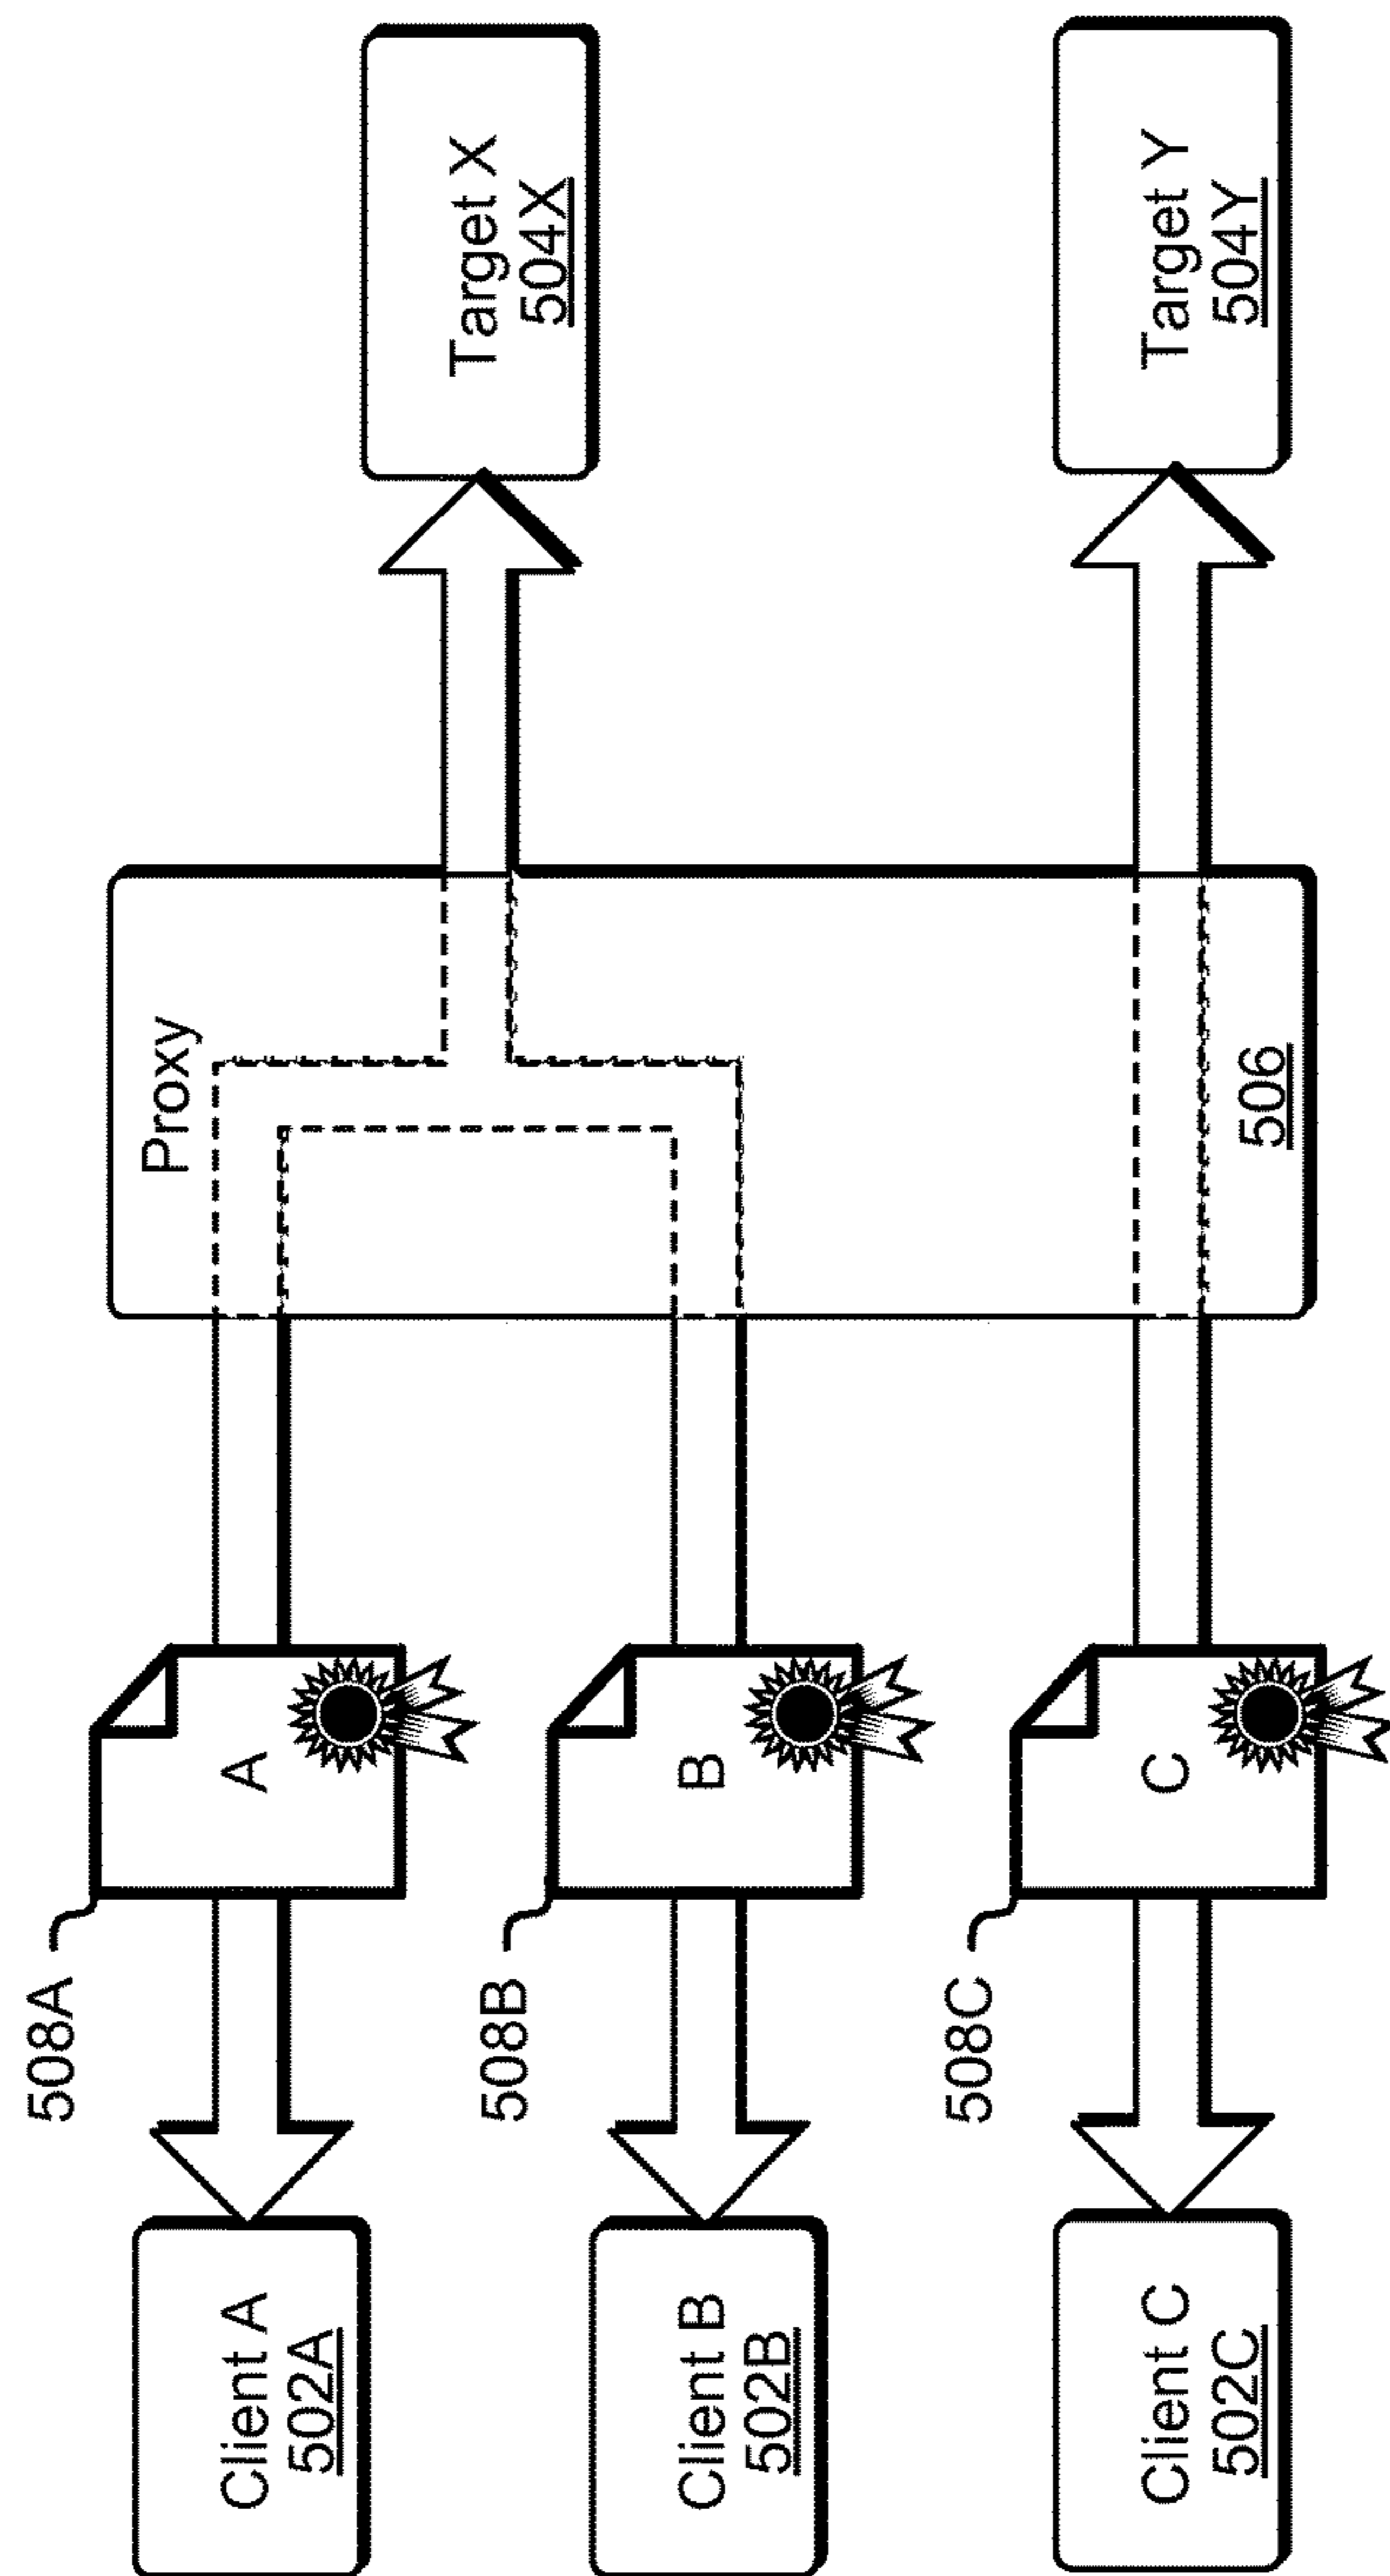 Client A
502A
Client B
502B
Client C
502C
508A
A
508B
B
508C
C
Proxy
506
Target X
504X
Target Y
504Y